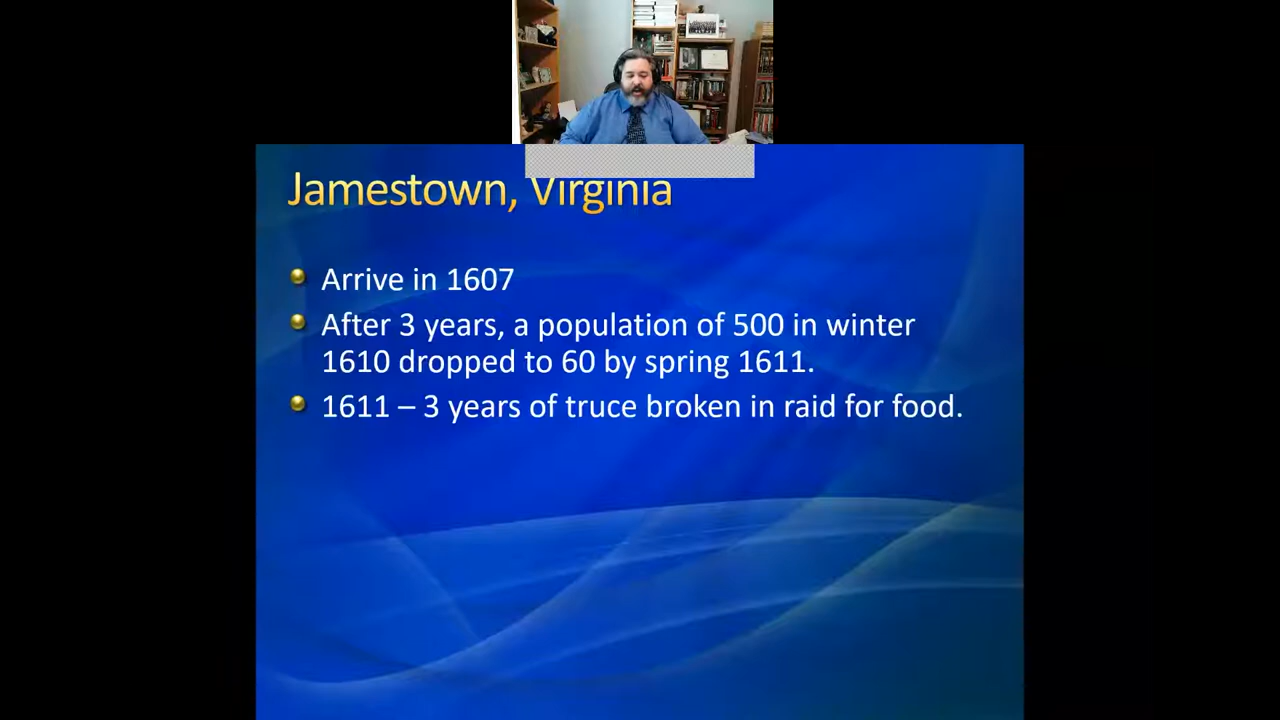 Jamestown, Virginia
Arrive in 1607
After 3 years, a population of 500 in winter
1610 dropped to 60 by spring 1611.
1611 – 3 years of truce broken in raid for food.